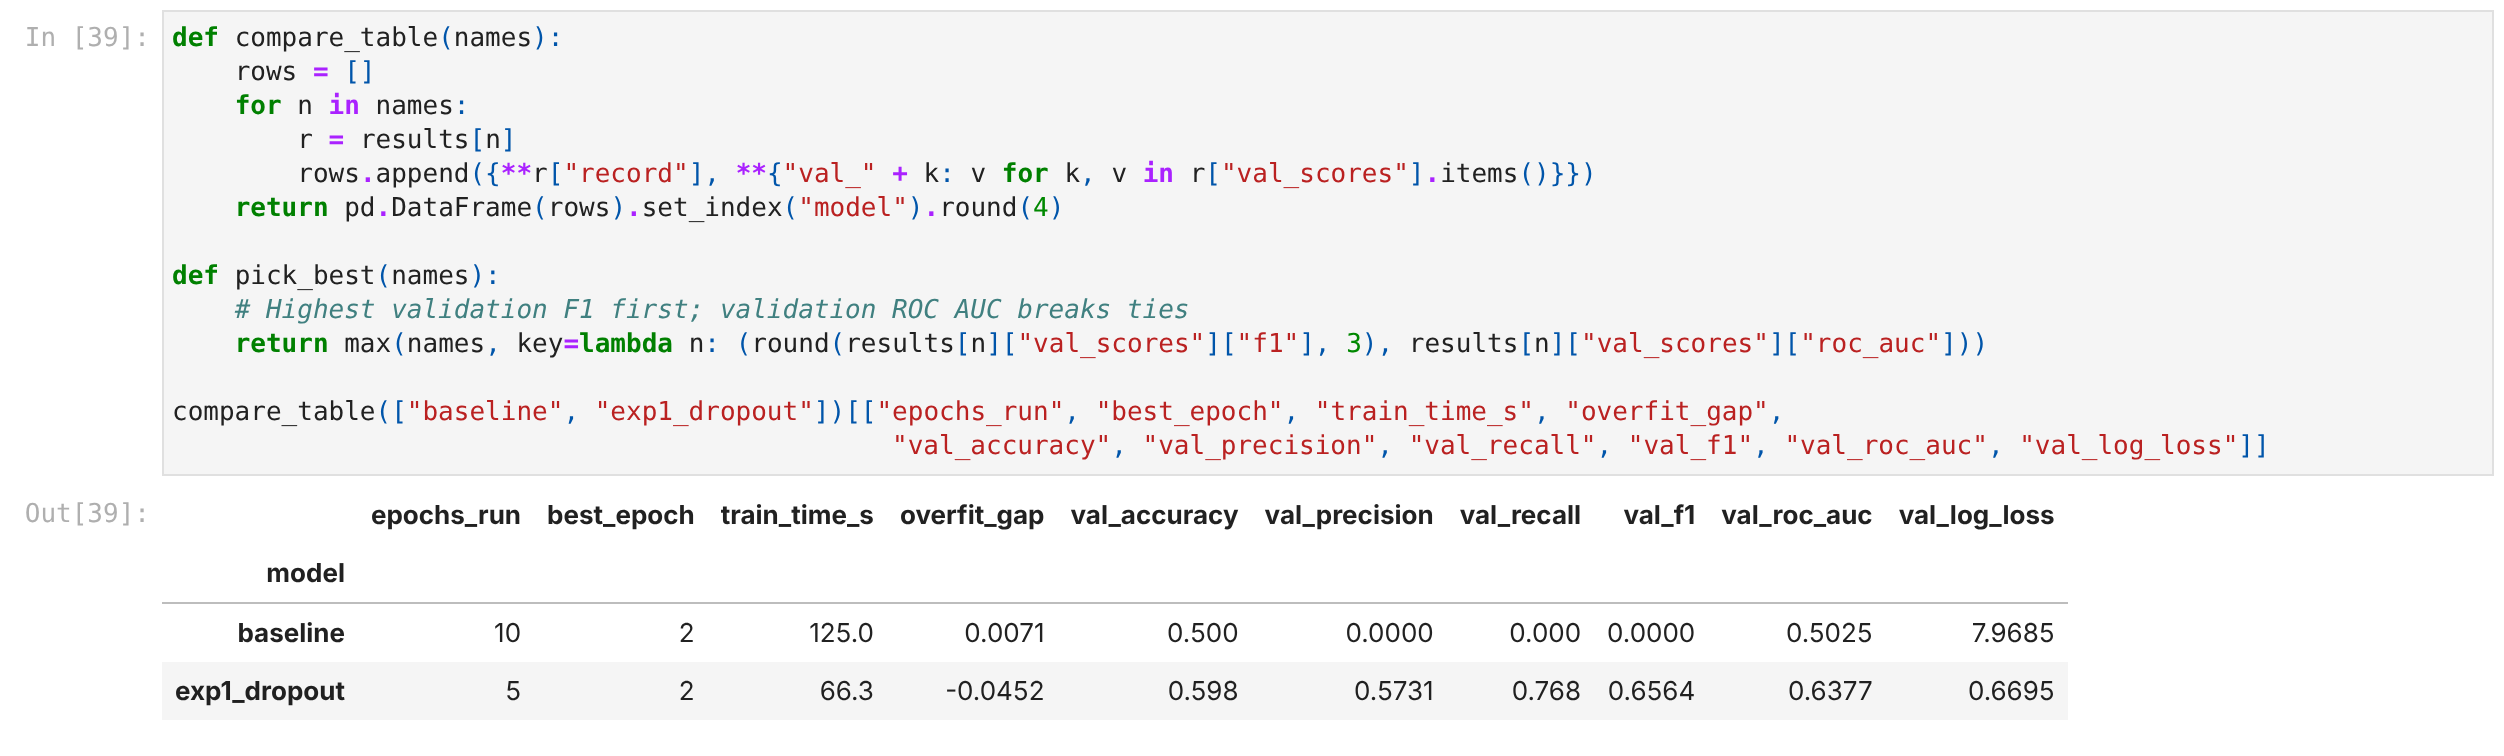 In [39]: def compare_table(names):
    rows = []
    for n in names:
        r = results[n]
        rows.append({**r["record"], **{"val_" + k: v for k, v in r["val_scores"].items()}})
    return pd.DataFrame(rows).set_index("model").round(4)

def pick_best(names):
    # Highest validation F1 first; validation ROC AUC breaks ties
    return max(names, key=lambda n: (round(results[n]["val_scores"]["f1"], 3), results[n]["val_scores"]["roc_auc"]))

compare_table(["baseline", "exp1_dropout"])[["epochs_run", "best_epoch", "train_time_s", "overfit_gap",
                                              "val_accuracy", "val_precision", "val_recall", "val_f1", "val_roc_auc", "val_log_loss"]]
Out[39]: epochs_run best_epoch train_time_s overfit_gap val_accuracy val_precision val_recall val_f1 val_roc_auc val_log_loss
model
baseline 10 2 125.0 0.0071 0.500 0.0000 0.000 0.0000 0.5025 7.9685
exp1_dropout 5 2 66.3 -0.0452 0.598 0.5731 0.768 0.6564 0.6377 0.6695